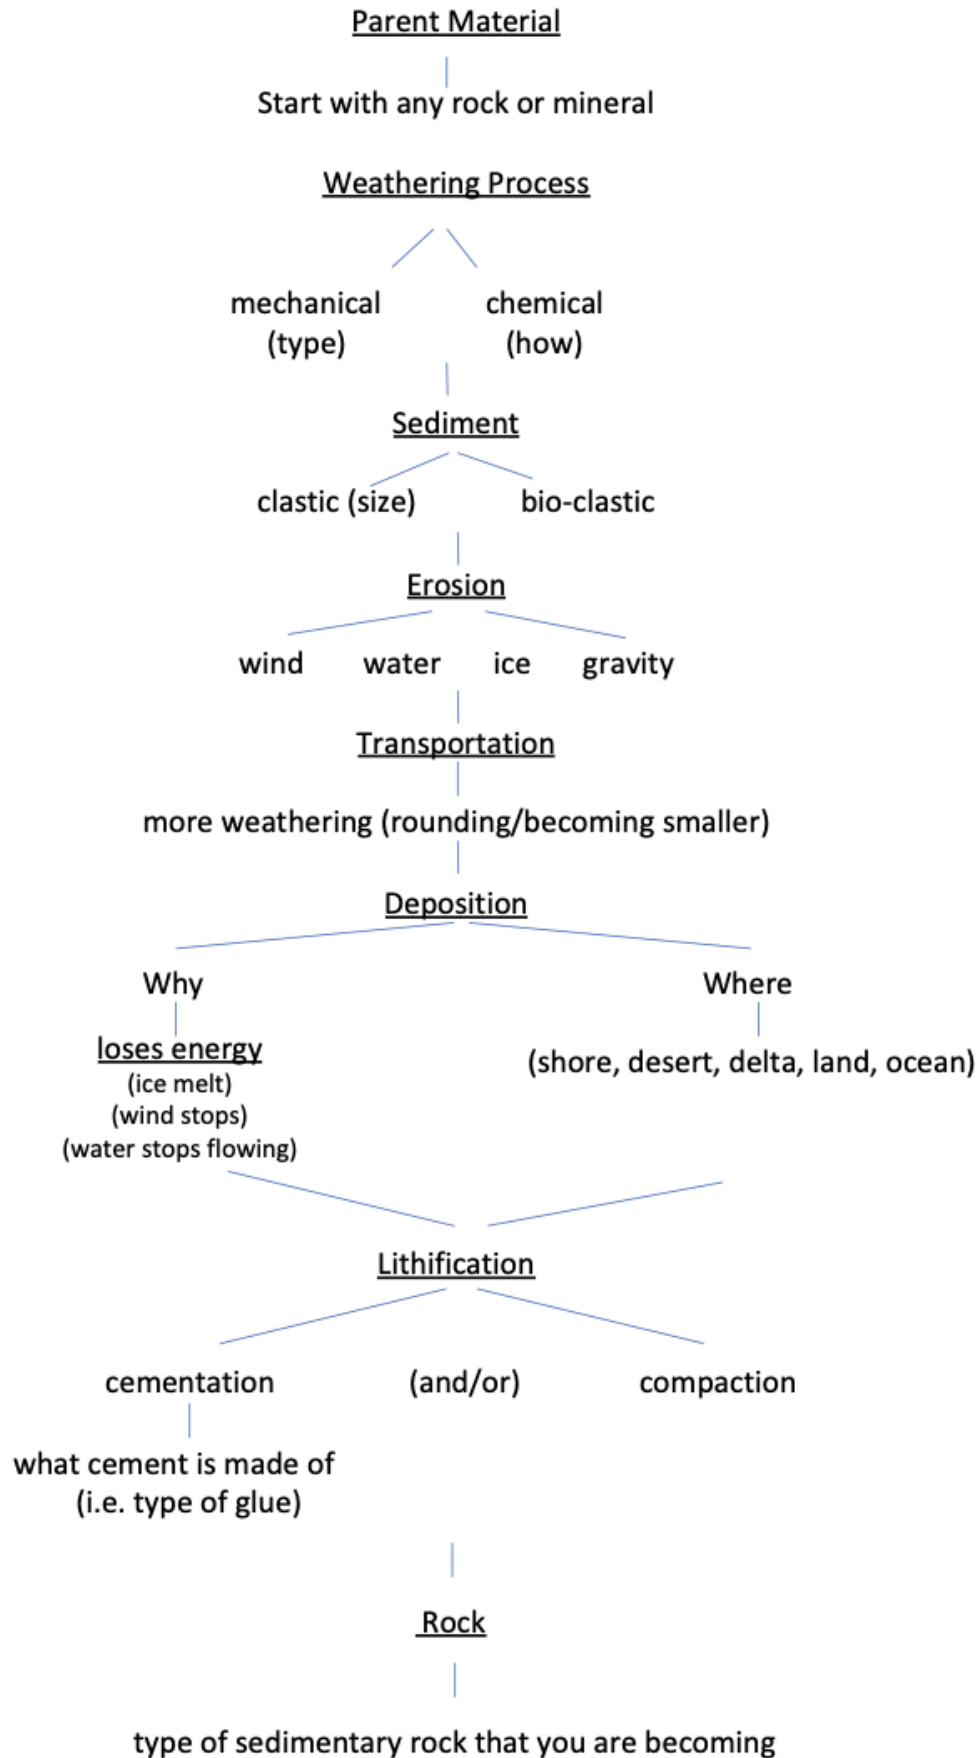 Parent Material
Start with any rock or mineral
Weathering Process
mechanical chemical
(type) (how)
Sediment
clastic (size) bio-clastic
Erosion
wind water ice gravity
Transportation
more weathering (rounding/becoming smaller)
Deposition
Why Where
loses energy
(shore, desert, delta, land, ocean)
(ice melt)
(wind stops)
(water stops flowing)
Lithification
cementation (and/or) compaction
what cement is made of
(i.e. type of glue)
Rock
type of sedimentary rock that you are becoming